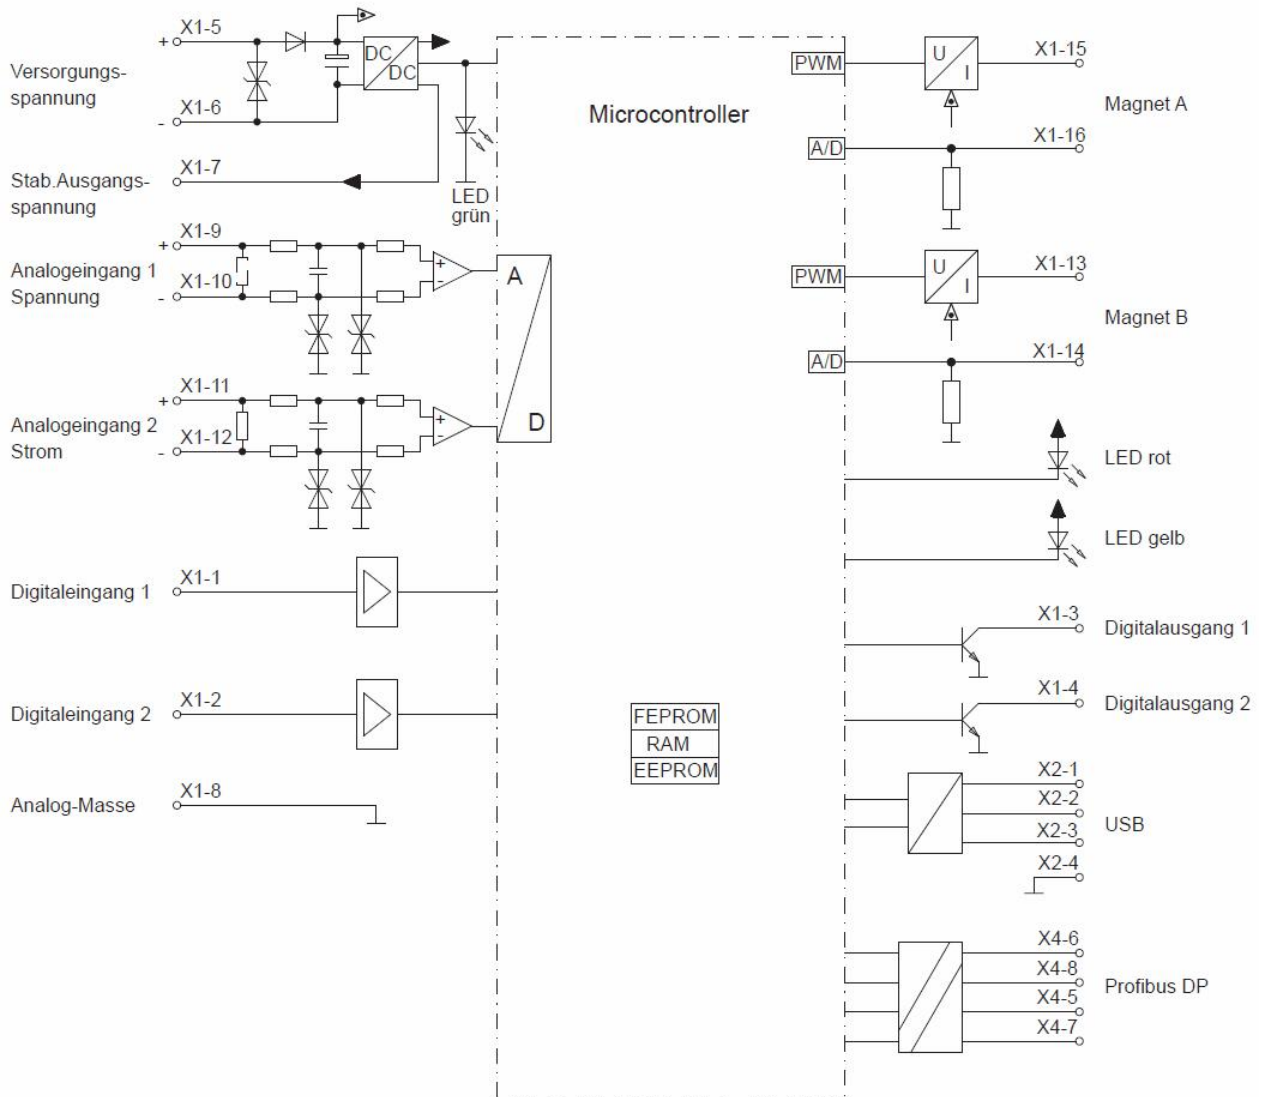 X1-5
+
Versorgungs-
spannung
X1-6
-
DC
DC
X1-7
Stab.Ausgangs-
spannung
LED
grün
X1-9
+
Analogeingang 1
Spannung
X1-10
-
+
-
A
D
X1-11
+
Analogeingang 2
Strom
X1-12
-
+
-
Digitaleingang 1
X1-1
Digitaleingang 2
X1-2
Analog-Masse
X1-8
Microcontroller
FEPROM
RAM
EEPROM
PWM
U
I
X1-15
Magnet A
A/D
X1-16
PWM
U
I
X1-13
Magnet B
A/D
X1-14
LED rot
LED gelb
X1-3
Digitalausgang 1
X1-4
Digitalausgang 2
X2-1
X2-2
X2-3
USB
X2-4
X4-6
X4-8
Profibus DP
X4-5
X4-7